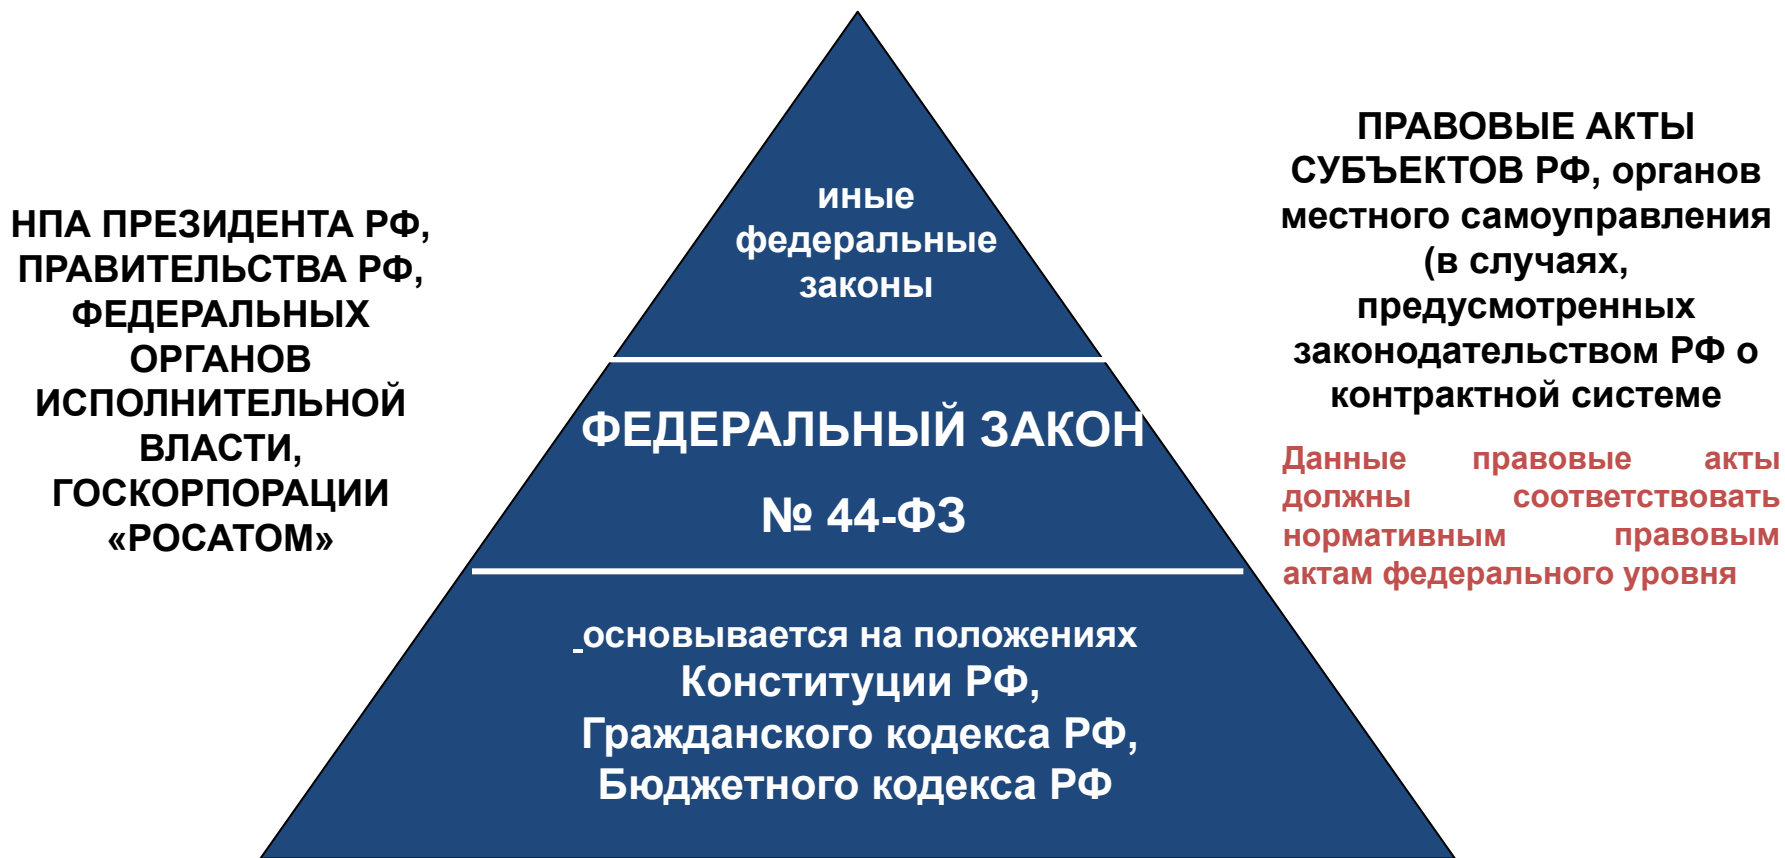 НПА ПРЕЗИДЕНТА РФ,
ПРАВИТЕЛЬСТВА РФ,
ФЕДЕРАЛЬНЫХ
ОРГАНОВ
ИСПОЛНИТЕЛЬНОЙ
ВЛАСТИ,
ГОСКОРПОРАЦИИ
«РОСАТОМ»
иные
федеральные
законы
ФЕДЕРАЛЬНЫЙ ЗАКОН
№ 44-ФЗ
основывается на положениях
Конституции РФ,
Гражданского кодекса РФ,
Бюджетного кодекса РФ
ПРАВОВЫЕ АКТЫ
СУБЪЕКТОВ РФ, органов
местного самоуправления
(в случаях,
предусмотренных
законодательством РФ о
контрактной системе
Данные правовые акты
должны соответствовать
нормативным правовым
актам федерального уровня